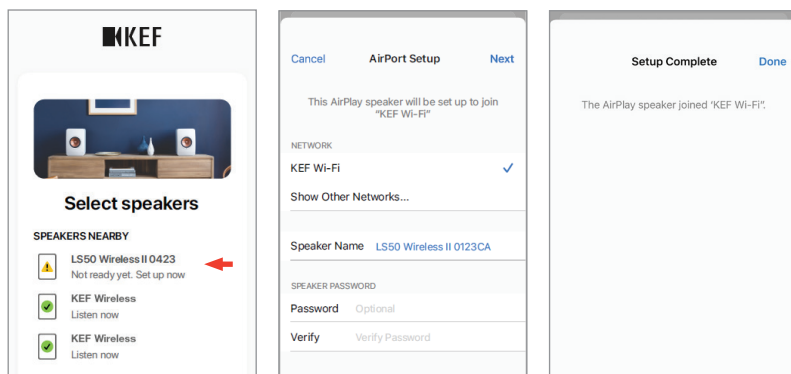 KEF
Select speakers
SPEAKERS NEARBY
LS50 Wireless II 0423
Not ready yet. Set up now
KEF Wireless
Listen now
KEF Wireless
Listen now
Cancel AirPort Setup Next
This AirPlay speaker will be set up to join
“KEF Wi-Fi”
NETWORK
KEF Wi-Fi
Show Other Networks...
Speaker Name LS50 Wireless II 0123CA
SPEAKER PASSWORD
Password Optional
Verify Verify Password
Setup Complete Done
The AirPlay speaker joined ‘KEF Wi-Fi”.